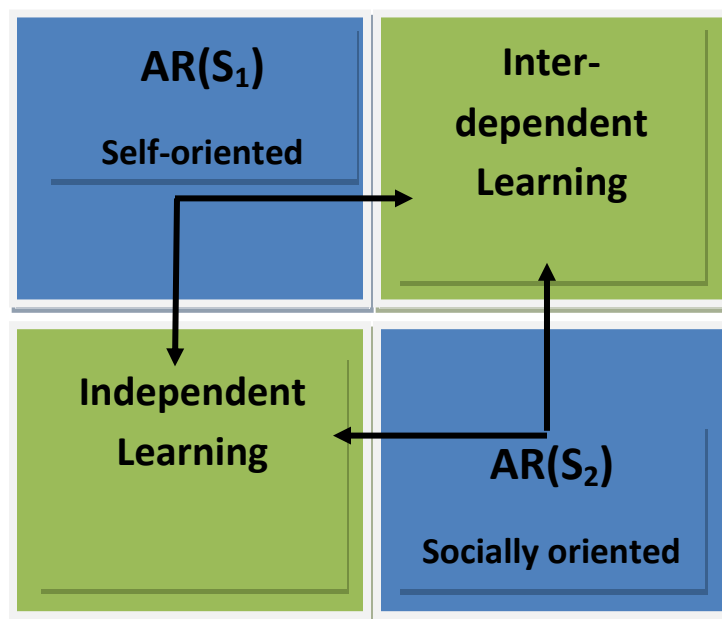 AR(S₁)
Self-oriented
Inter-
dependent
Learning
Independent
Learning
AR(S₂)
Socially oriented